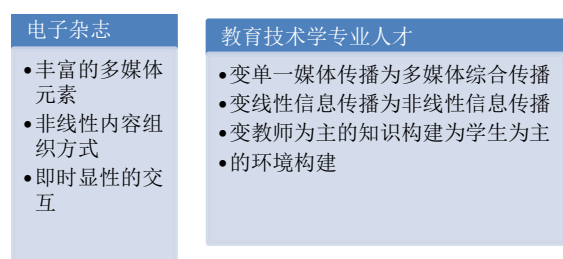 电子杂志
•丰富的多媒体
元素
•非线性内容组
织方式
•即时显性的交
互
教育技术学专业人才
•变单一媒体传播为多媒体综合传播
•变线性信息传播为非线性信息传播
•变教师为主的知识构建为学生为主
•的环境构建